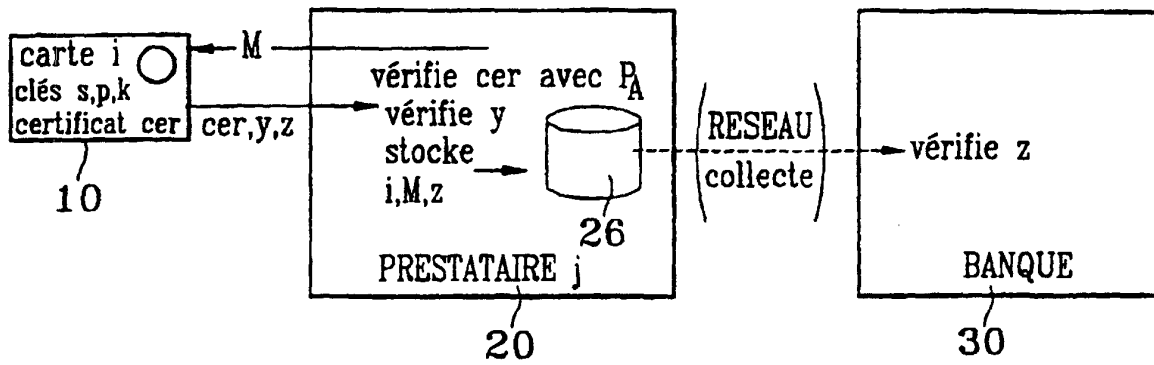 carte i
clés s,p,k
certificat cer
10
M
cer,y,z
vérifie cer avec P_A
vérifie y
stocke
i,M,z
26
PRESTATAIRE j
20
RESEAU
collecte
vérifie z
BANQUE
30